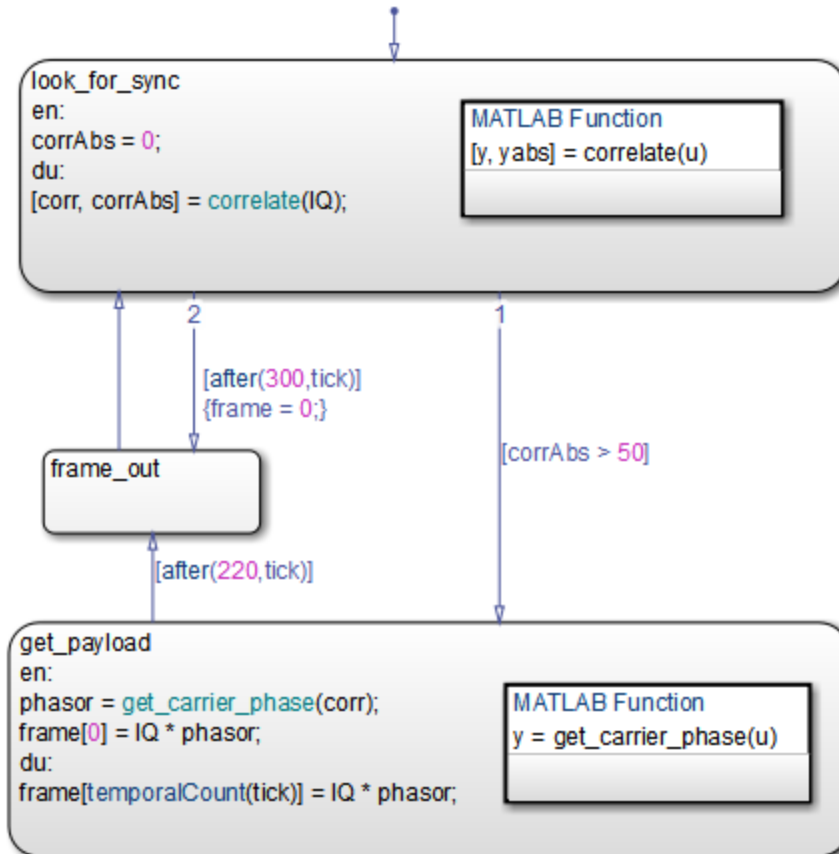 look_for_sync
en:
corrAbs = 0;
du:
[corr, corrAbs] = correlate(IQ);
MATLAB Function
[y, yabs] = correlate(u)
2
1
[after(300,tick)]
{frame = 0;}
[corrAbs > 50]
frame_out
[after(220,tick)]
get_payload
en:
phasor = get_carrier_phase(corr);
frame[0] = IQ * phasor;
du:
frame[temporalCount(tick)] = IQ * phasor;
MATLAB Function
y = get_carrier_phase(u)